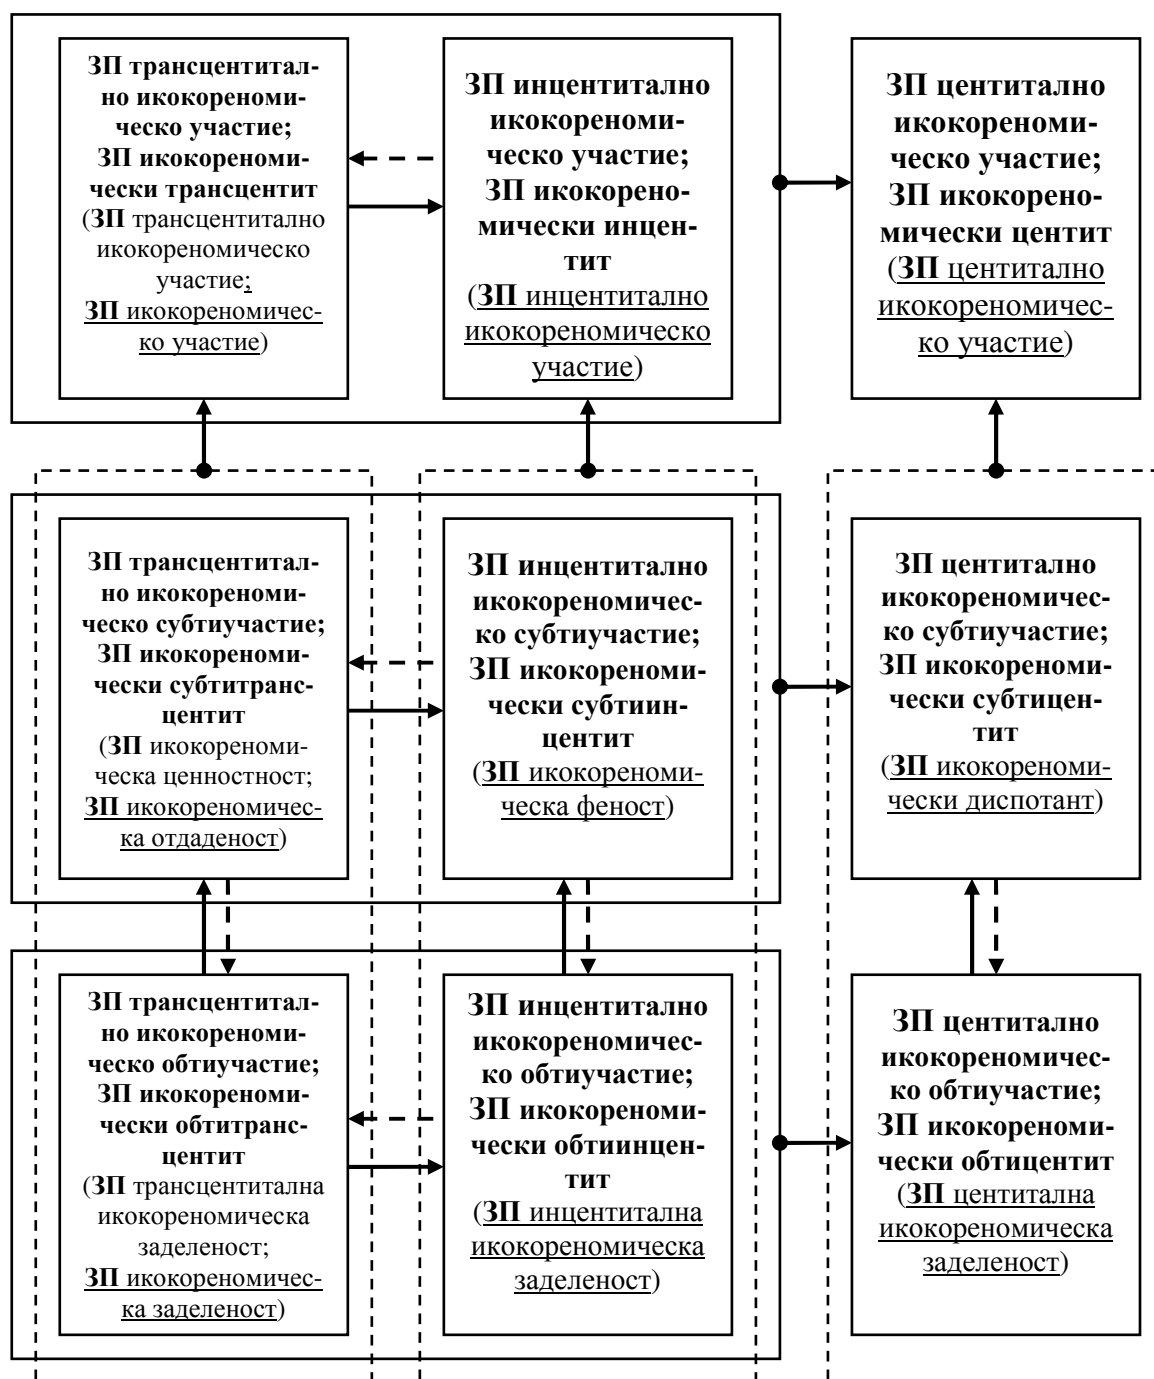 ЗП трансцентитал-
но икокореноми-
ческо участие;
ЗП икокореноми-
чески трансцентит
(ЗП трансцентитално
икокореномическо
участие;
ЗП икокореномичес-
ко участие)
ЗП инцентитално
икокореноми-
ческо участие;
ЗП икокорено-
мически инцен-
тит
(ЗП инцентитално
икокореномическо
участие)
ЗП центитално
икокореноми-
ческо участие;
ЗП икокорено-
мически центит
(ЗП центитално
икокореномичес-
ко участие)
ЗП трансцентитал-
но икокореноми-
ческо субтиучастие;
ЗП икокореноми-
чески субтитранс-
центит
(ЗП икокореноми-
ческа ценностност;
ЗП икокореномичес-
ка отдаденост)
ЗП инцентитално
икокореномичес-
ко субтиучастие;
ЗП икокореноми-
чески субтиин-
центит
(ЗП икокореноми-
ческа феност)
ЗП центитално
икокореномичес-
ко субтиучастие;
ЗП икокореноми-
чески субтицен-
тит
(ЗП икокореноми-
чески диспотант)
ЗП трансцентитал-
но икокореноми-
ческо обтиучастие;
ЗП икокореноми-
чески обтитранс-
центит
(ЗП трансцентитална
икокореномическа
заделеност;
ЗП икокореномичес-
ка заделеност)
ЗП инцентитално
икокореномичес-
ко обтиучастие;
ЗП икокореноми-
чески обтиинцен-
тит
(ЗП инцентитална
икокореномическа
заделеност)
ЗП центитално
икокореномичес-
ко обтиучастие;
ЗП икокореноми-
чески обтицентит
(ЗП центитална
икокореномическа
заделеност)